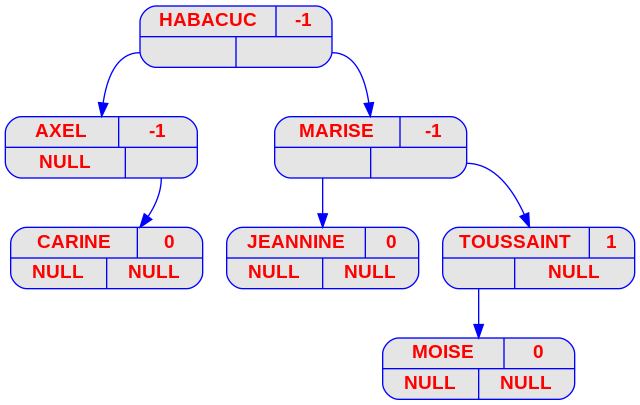 HABACUC -1
AXEL -1
NULL
MARISE -1
CARINE 0
NULL NULL
JEANNINE 0
NULL NULL
TOUSSAINT 1
NULL
MOISE 0
NULL NULL